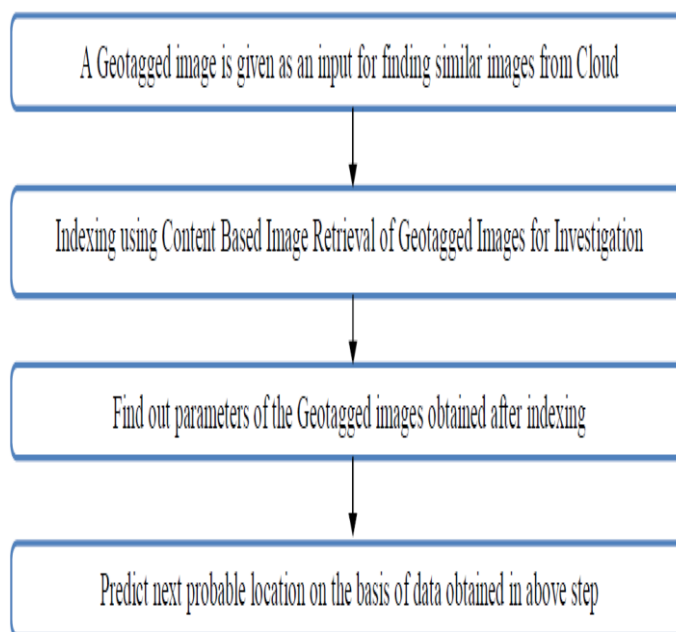 A Geotagged image is given as an input for finding similar images from Cloud
Indexing using Content Based Image Retrieval of Geotagged Images for Investigation
Find out parameters of the Geotagged images obtained after indexing
Predict next probable location on the basis of data obtained in above step